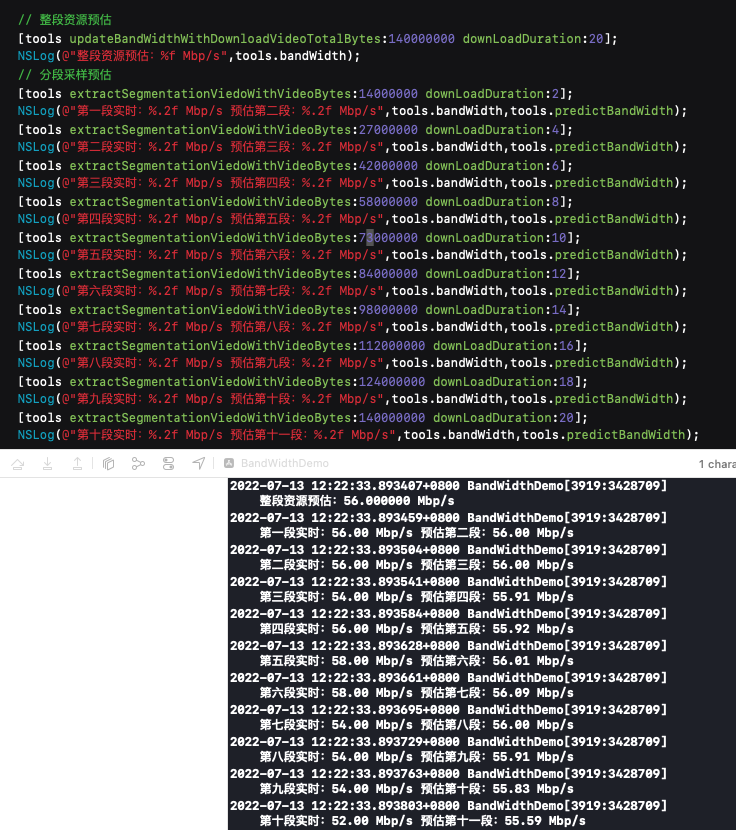 // 整段资源预估
[tools updateBandWidthWithDownloadVideoTotalBytes:140000000 downLoadDuration:20];
NSLog(@"整段资源预估：%f Mbp/s",tools.bandWidth);
// 分段采样预估
[tools extractSegmentationViedoWithVideoBytes:14000000 downLoadDuration:2];
NSLog(@"第一段实时：%.2f Mbp/s 预估第二段：%.2f Mbp/s",tools.bandWidth,tools.predictBandWidth);
[tools extractSegmentationViedoWithVideoBytes:27000000 downLoadDuration:4];
NSLog(@"第二段实时：%.2f Mbp/s 预估第三段：%.2f Mbp/s",tools.bandWidth,tools.predictBandWidth);
[tools extractSegmentationViedoWithVideoBytes:42000000 downLoadDuration:6];
NSLog(@"第三段实时：%.2f Mbp/s 预估第四段：%.2f Mbp/s",tools.bandWidth,tools.predictBandWidth);
[tools extractSegmentationViedoWithVideoBytes:58000000 downLoadDuration:8];
NSLog(@"第四段实时：%.2f Mbp/s 预估第五段：%.2f Mbp/s",tools.bandWidth,tools.predictBandWidth);
[tools extractSegmentationViedoWithVideoBytes:73000000 downLoadDuration:10];
NSLog(@"第五段实时：%.2f Mbp/s 预估第六段：%.2f Mbp/s",tools.bandWidth,tools.predictBandWidth);
[tools extractSegmentationViedoWithVideoBytes:84000000 downLoadDuration:12];
NSLog(@"第六段实时：%.2f Mbp/s 预估第七段：%.2f Mbp/s",tools.bandWidth,tools.predictBandWidth);
[tools extractSegmentationViedoWithVideoBytes:98000000 downLoadDuration:14];
NSLog(@"第七段实时：%.2f Mbp/s 预估第八段：%.2f Mbp/s",tools.bandWidth,tools.predictBandWidth);
[tools extractSegmentationViedoWithVideoBytes:112000000 downLoadDuration:16];
NSLog(@"第八段实时：%.2f Mbp/s 预估第九段：%.2f Mbp/s",tools.bandWidth,tools.predictBandWidth);
[tools extractSegmentationViedoWithVideoBytes:124000000 downLoadDuration:18];
NSLog(@"第九段实时：%.2f Mbp/s 预估第十段：%.2f Mbp/s",tools.bandWidth,tools.predictBandWidth);
[tools extractSegmentationViedoWithVideoBytes:140000000 downLoadDuration:20];
NSLog(@"第十段实时：%.2f Mbp/s 预估第十一段：%.2f Mbp/s",tools.bandWidth,tools.predictBandWidth);
BandWidthDemo 1 chara
2022-07-13 12:22:33.893407+0800 BandWidthDemo[3919:3428709]
整段资源预估：56.000000 Mbp/s
2022-07-13 12:22:33.893459+0800 BandWidthDemo[3919:3428709]
第一段实时：56.00 Mbp/s 预估第二段：56.00 Mbp/s
2022-07-13 12:22:33.893504+0800 BandWidthDemo[3919:3428709]
第二段实时：56.00 Mbp/s 预估第三段：56.00 Mbp/s
2022-07-13 12:22:33.893541+0800 BandWidthDemo[3919:3428709]
第三段实时：54.00 Mbp/s 预估第四段：55.91 Mbp/s
2022-07-13 12:22:33.893584+0800 BandWidthDemo[3919:3428709]
第四段实时：56.00 Mbp/s 预估第五段：55.92 Mbp/s
2022-07-13 12:22:33.893628+0800 BandWidthDemo[3919:3428709]
第五段实时：58.00 Mbp/s 预估第六段：56.01 Mbp/s
2022-07-13 12:22:33.893661+0800 BandWidthDemo[3919:3428709]
第六段实时：58.00 Mbp/s 预估第七段：56.09 Mbp/s
2022-07-13 12:22:33.893695+0800 BandWidthDemo[3919:3428709]
第七段实时：54.00 Mbp/s 预估第八段：56.00 Mbp/s
2022-07-13 12:22:33.893729+0800 BandWidthDemo[3919:3428709]
第八段实时：54.00 Mbp/s 预估第九段：55.91 Mbp/s
2022-07-13 12:22:33.893763+0800 BandWidthDemo[3919:3428709]
第九段实时：54.00 Mbp/s 预估第十段：55.83 Mbp/s
2022-07-13 12:22:33.893803+0800 BandWidthDemo[3919:3428709]
第十段实时：52.00 Mbp/s 预估第十一段：55.59 Mbp/s